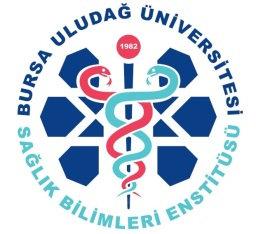 BURSA ULUDAĞ ÜNİVERSİTESİ
1982
SAĞLIK BİLİMLERİ ENSTİTÜSÜ